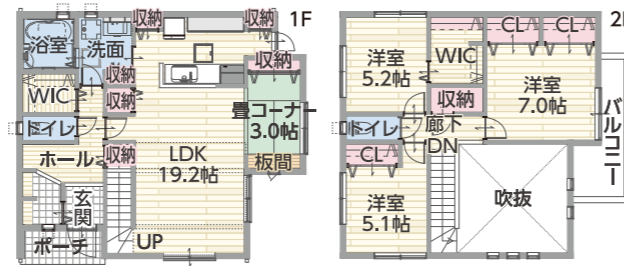 1F
収納
収納
浴室
洗面
収納
収納
WIC
収納
畳コーナー
3.0帖
トイレ
ホール
収納
LDK
19.2帖
板間
玄関
ポーチ
UP
CL
CL
洋室
5.2帖
WIC
洋室
7.0帖
収納
バルコニー
トイレ
廊下
DN
CL
洋室
5.1帖
吹抜